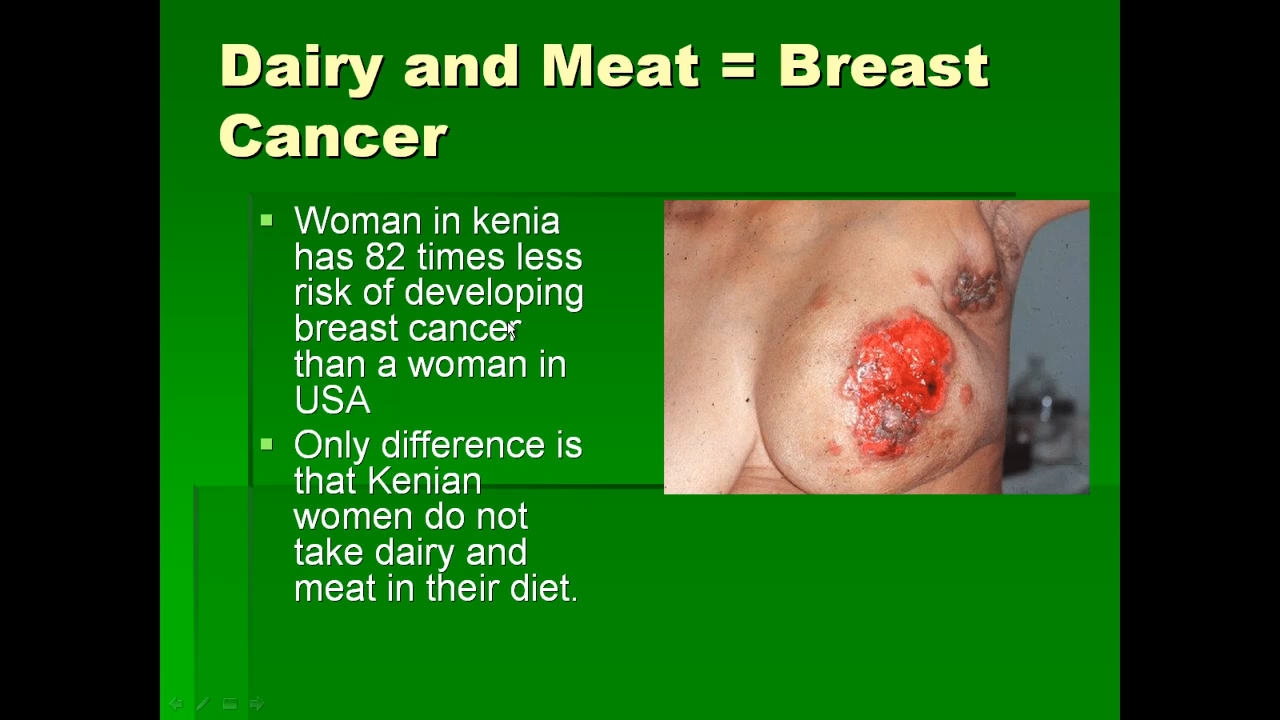 Dairy and Meat = Breast
Cancer
Woman in kenia
has 82 times less
risk of developing
breast cancer
than a woman in
USA
Only difference is
that Kenian
women do not
take dairy and
meat in their diet.